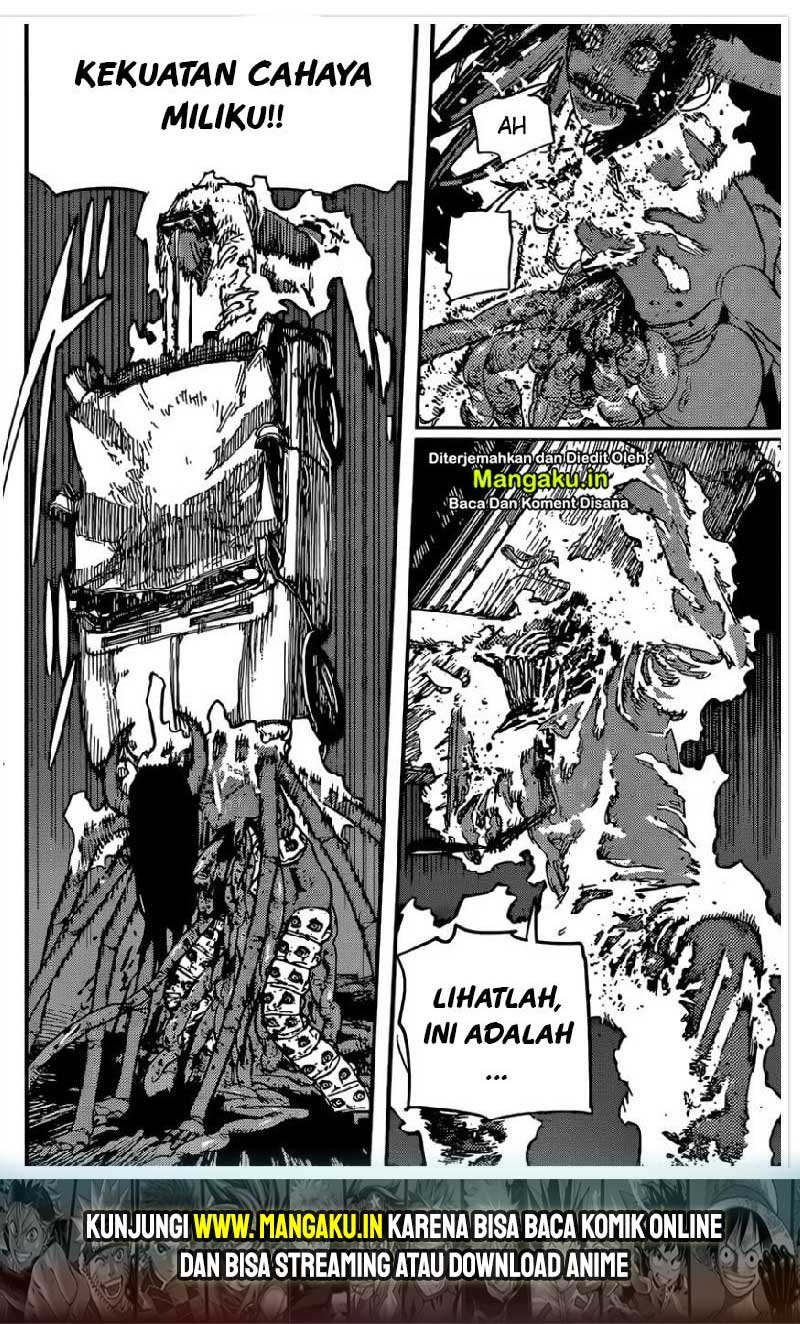 AH
Diterjemahkan dan Diedit Oleh :
Mangaku.in
Baca Dan Koment Disana
LIHATLAH,
INI ADALAH
...
KEKUATAN CAHAYA
MILIKU!!
KUNJUNGI WWW. MANGAKU.IN KARENA BISA BACA KOMIK ONLINE
DAN BISA STREAMING ATAU DOWNLOAD ANIME